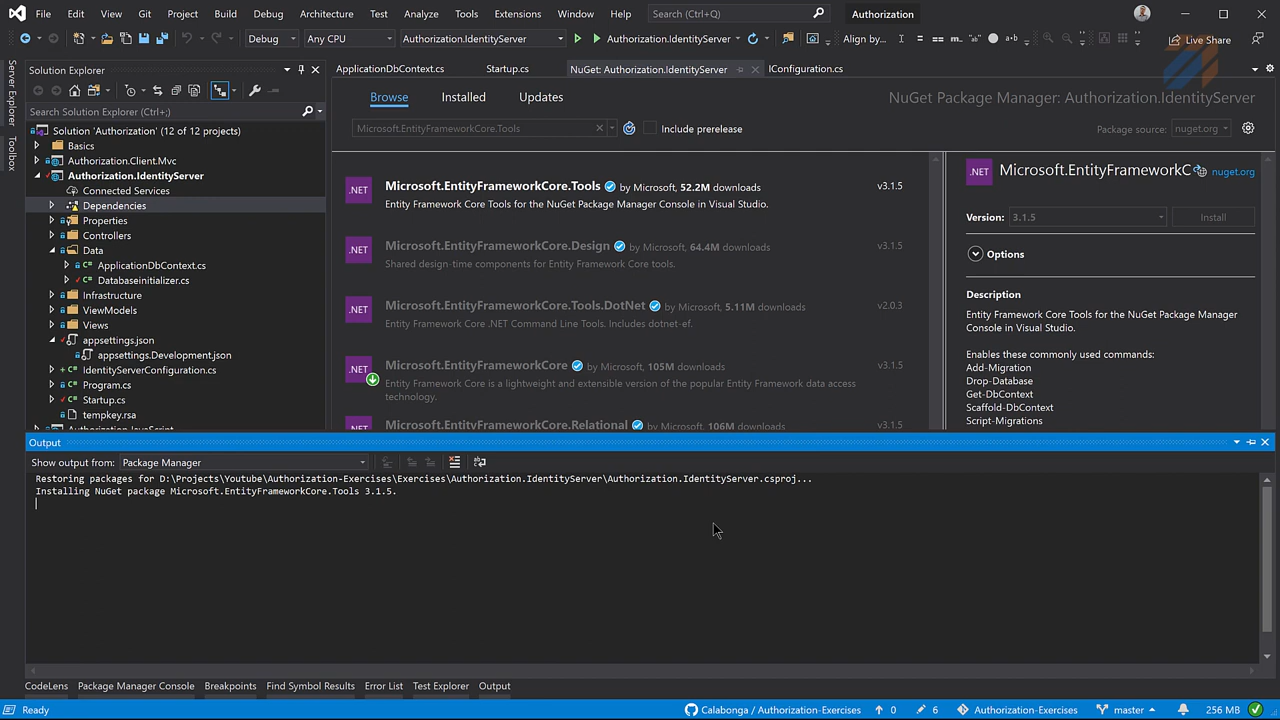 File Edit View Git Project Build Debug Architecture Test Analyze Tools Extensions Window Help Search (Ctrl+Q) Authorization
Debug Any CPU Authorization.IdentityServer Authorization.IdentityServer Align by... Live Share
Server Explorer
Toolbox
Solution Explorer
Search Solution Explorer (Ctrl+;)
Solution 'Authorization' (12 of 12 projects)
Basics
Authorization.Client.Mvc
Authorization.IdentityServer
Connected Services
Dependencies
Properties
Controllers
Data
ApplicationDbContext.cs
Databaseinitializer.cs
Infrastructure
ViewModels
Views
appsettings.json
appsettings.Development.json
IdentityServerConfiguration.cs
Program.cs
Startup.cs
tempkey.rsa
Authorization.JavaScript
ApplicationDbContext.cs Startup.cs NuGet: Authorization.IdentityServer IConfiguration.cs
Browse Installed Updates NuGet Package Manager: Authorization.IdentityServer
Microsoft.EntityFrameworkCore.Tools Include prerelease Package source: nuget.org
.NET Microsoft.EntityFrameworkCore.Tools by Microsoft, 52.2M downloads v3.1.5
Entity Framework Core Tools for the NuGet Package Manager Console in Visual Studio.
.NET Microsoft.EntityFrameworkCore.Design by Microsoft, 64.4M downloads v3.1.5
Shared design-time components for Entity Framework Core tools.
.NET Microsoft.EntityFrameworkCore.Tools.DotNet by Microsoft, 5.11M downloads v2.0.3
Entity Framework Core .NET Command Line Tools. Includes dotnet-ef.
.NET Microsoft.EntityFrameworkCore by Microsoft, 105M downloads v3.1.5
Entity Framework Core is a lightweight and extensible version of the popular Entity Framework data access
technology.
.NET Microsoft.EntityFrameworkCore.Relational by Microsoft, 106M downloads v3.1.5
.NET Microsoft.EntityFrameworkC nuget.org
Version: 3.1.5 Install
Options
Description
Entity Framework Core Tools for the NuGet Package Manager
Console in Visual Studio.
Enables these commonly used commands:
Add-Migration
Drop-Database
Get-DbContext
Scaffold-DbContext
Script-Migrations
Output
Show output from: Package Manager
Restoring packages for D:\Projects\Youtube\Authorization-Exercises\Exercises\Authorization.IdentityServer\Authorization.IdentityServer.csproj...
Installing NuGet package Microsoft.EntityFrameworkCore.Tools 3.1.5.
CodeLens Package Manager Console Breakpoints Find Symbol Results Error List Test Explorer Output
Ready Calabonga / Authorization-Exercises 0 6 Authorization-Exercises master 256 MB